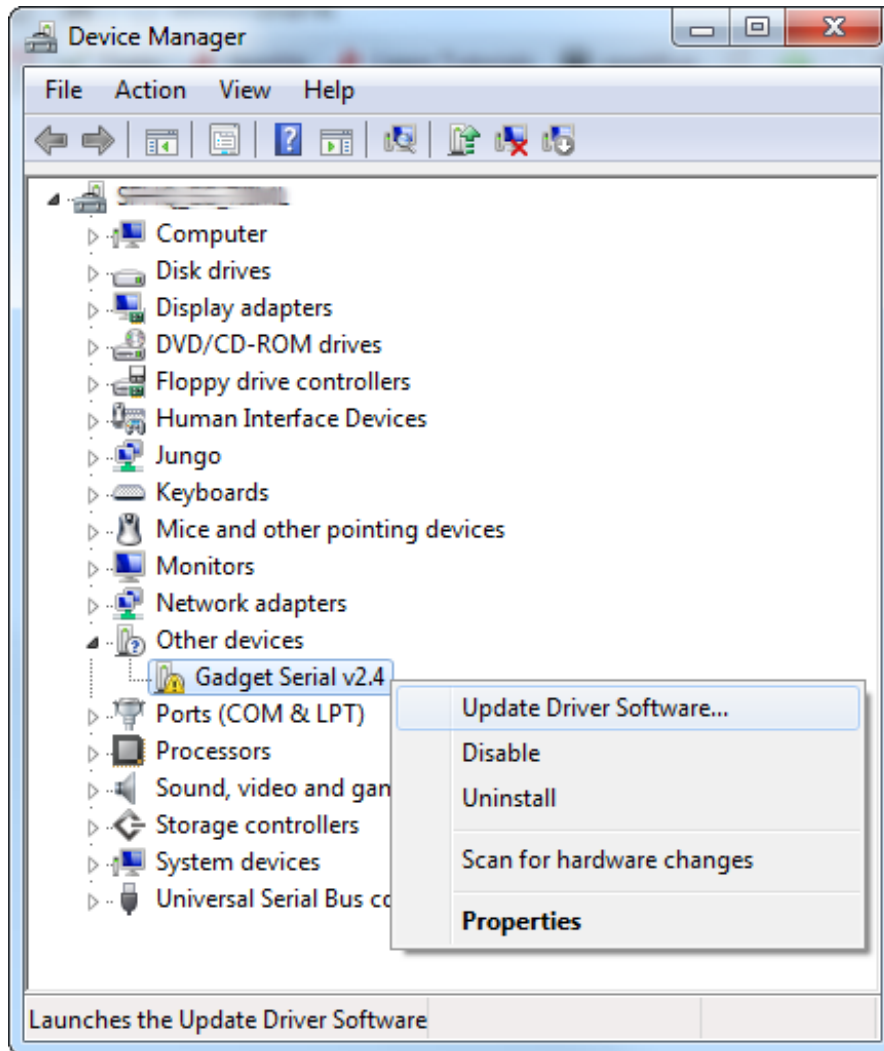 Device Manager
File Action View Help
Computer
Disk drives
Display adapters
DVD/CD-ROM drives
Floppy drive controllers
Human Interface Devices
Jungo
Keyboards
Mice and other pointing devices
Monitors
Network adapters
Other devices
Gadget Serial v2.4
Ports (COM & LPT)
Processors
Sound, video and gan
Storage controllers
System devices
Universal Serial Bus co
Update Driver Software...
Disable
Uninstall
Scan for hardware changes
Properties
Launches the Update Driver Software